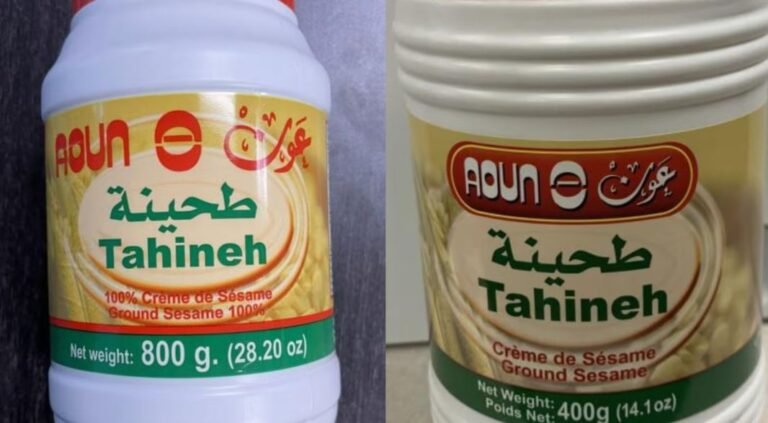 AOUN عون
طحينة
Tahineh
100% Crème de Sésame
Ground Sesame 100%
Net weight: 800 g. (28.20 oz)
AOUN عون
طحينة
Tahineh
Crème de Sésame
Ground Sesame
Net Weight:
Poids Net: 400g (14.1oz)